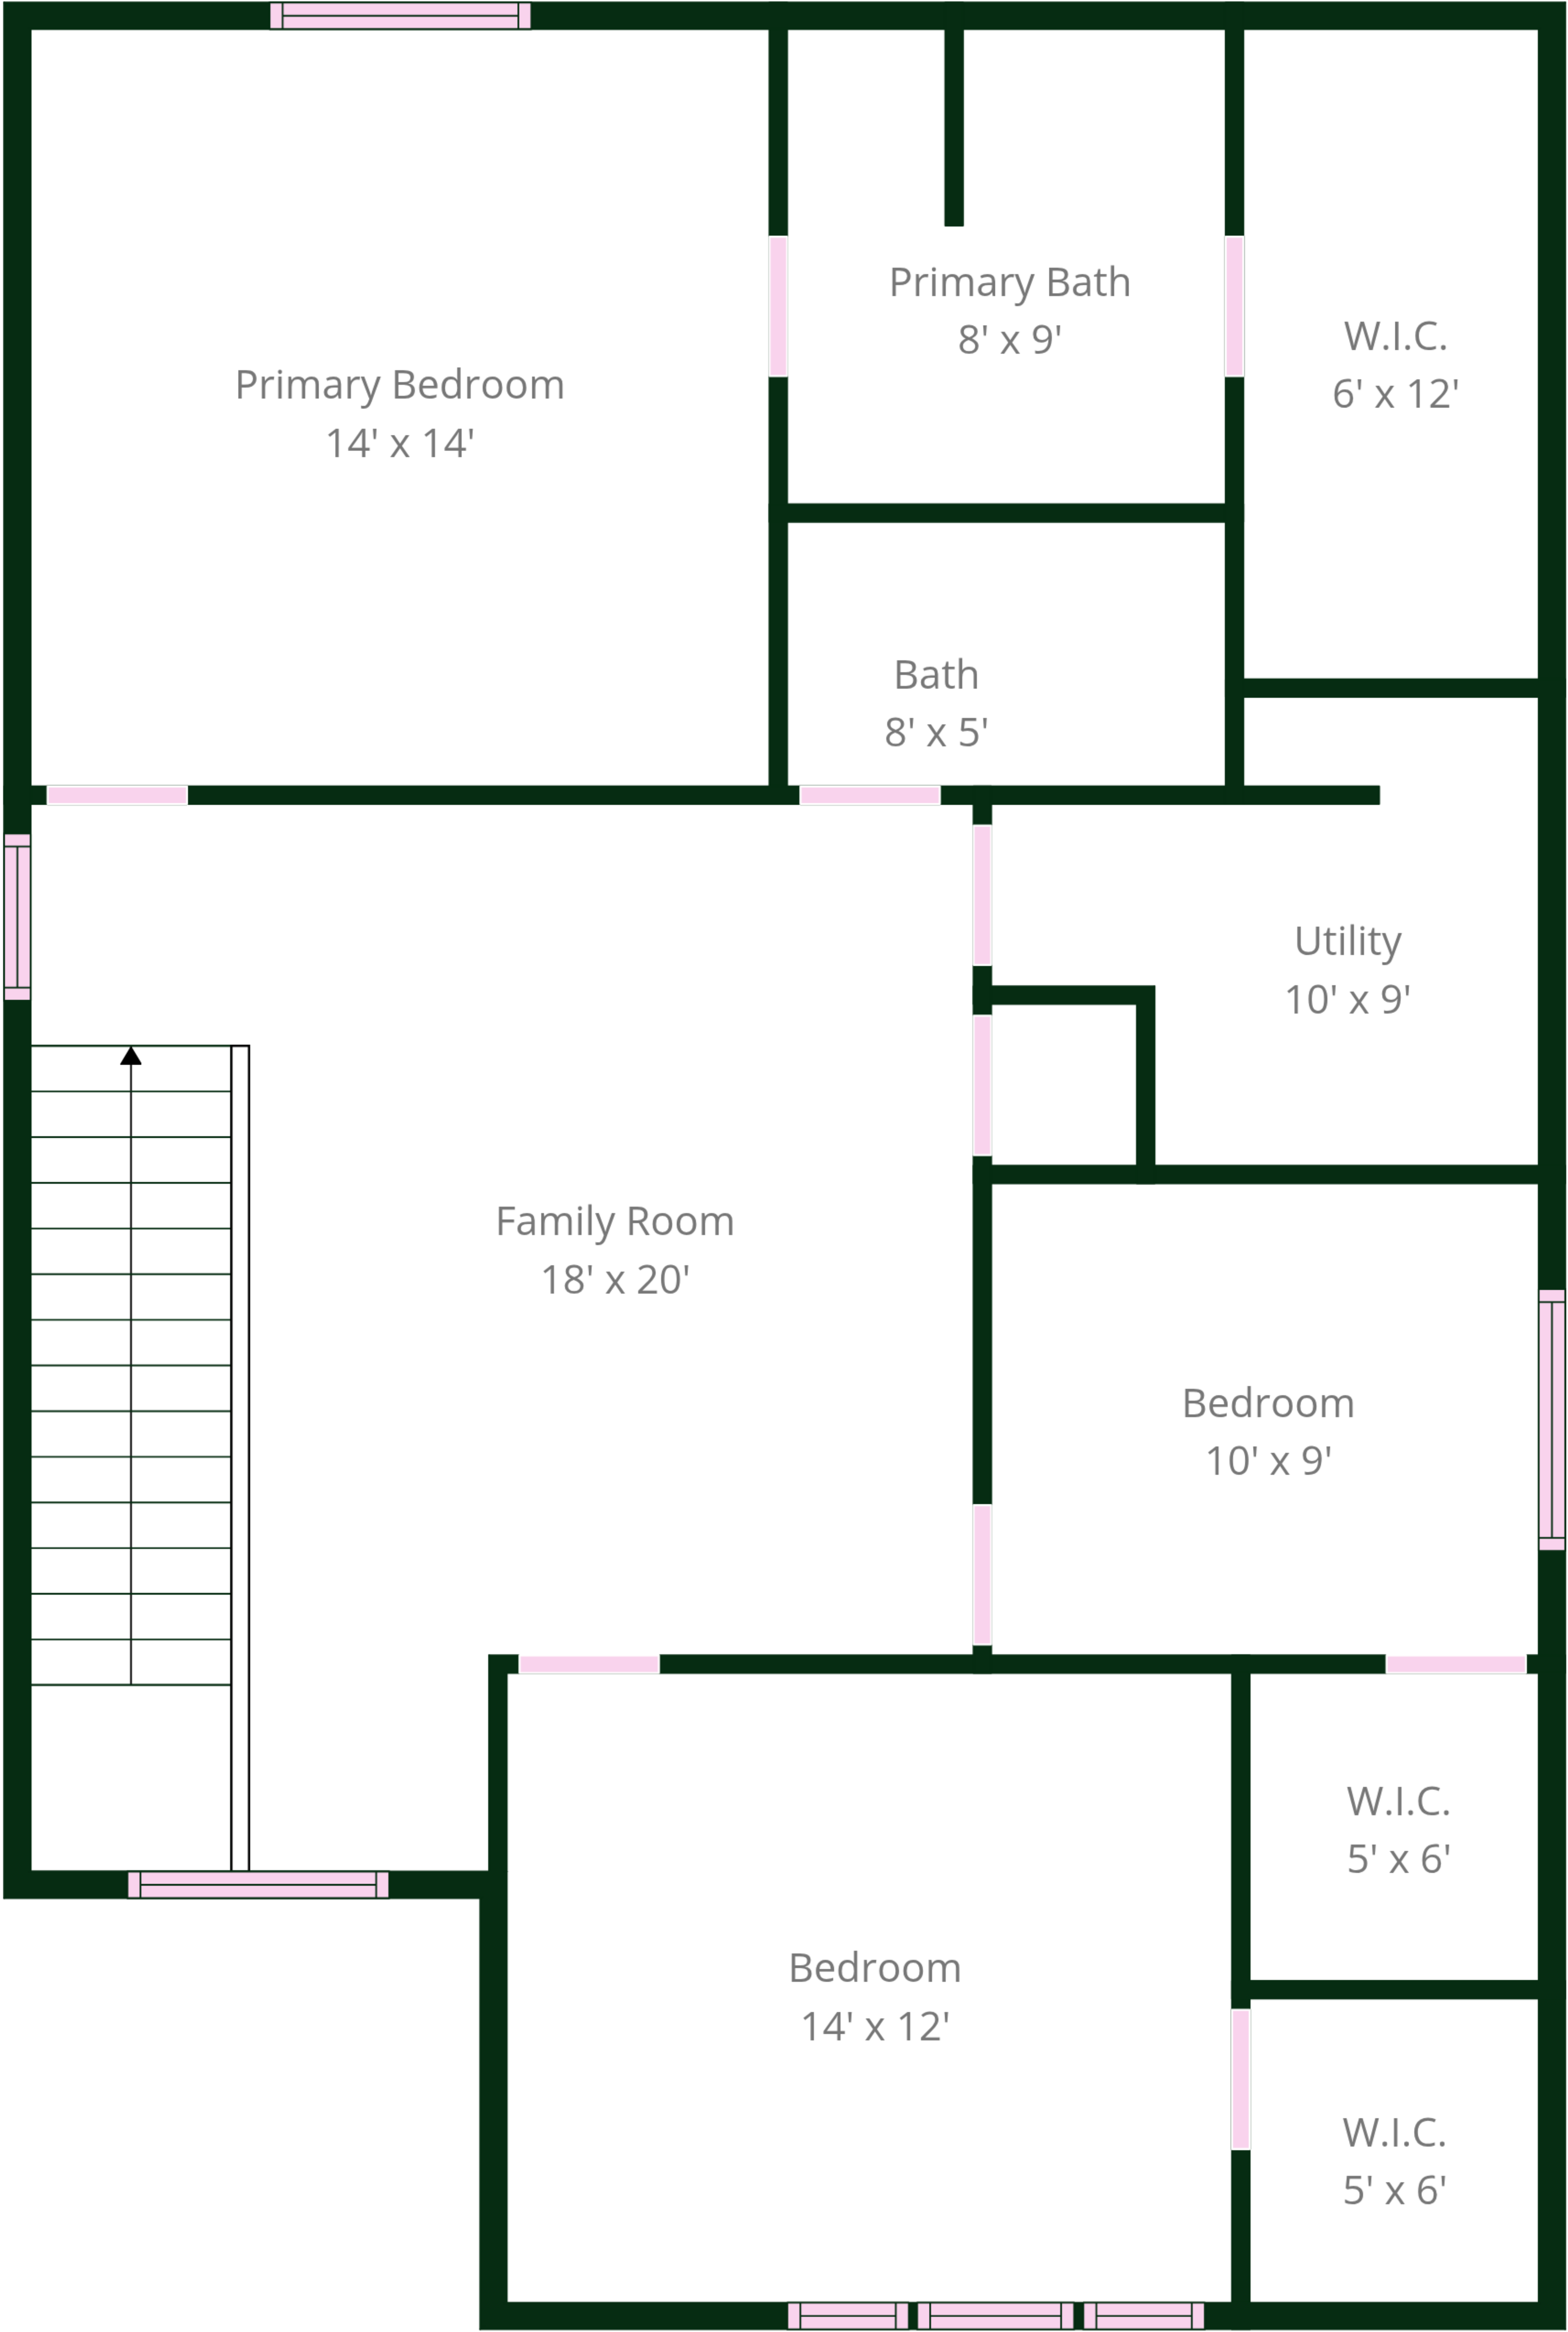 Primary Bedroom
14' x 14'
Primary Bath
8' x 9'
W.I.C.
6' x 12'
Bath
8' x 5'
Utility
10' x 9'
Family Room
18' x 20'
Bedroom
10' x 9'
W.I.C.
5' x 6'
Bedroom
14' x 12'
W.I.C.
5' x 6'